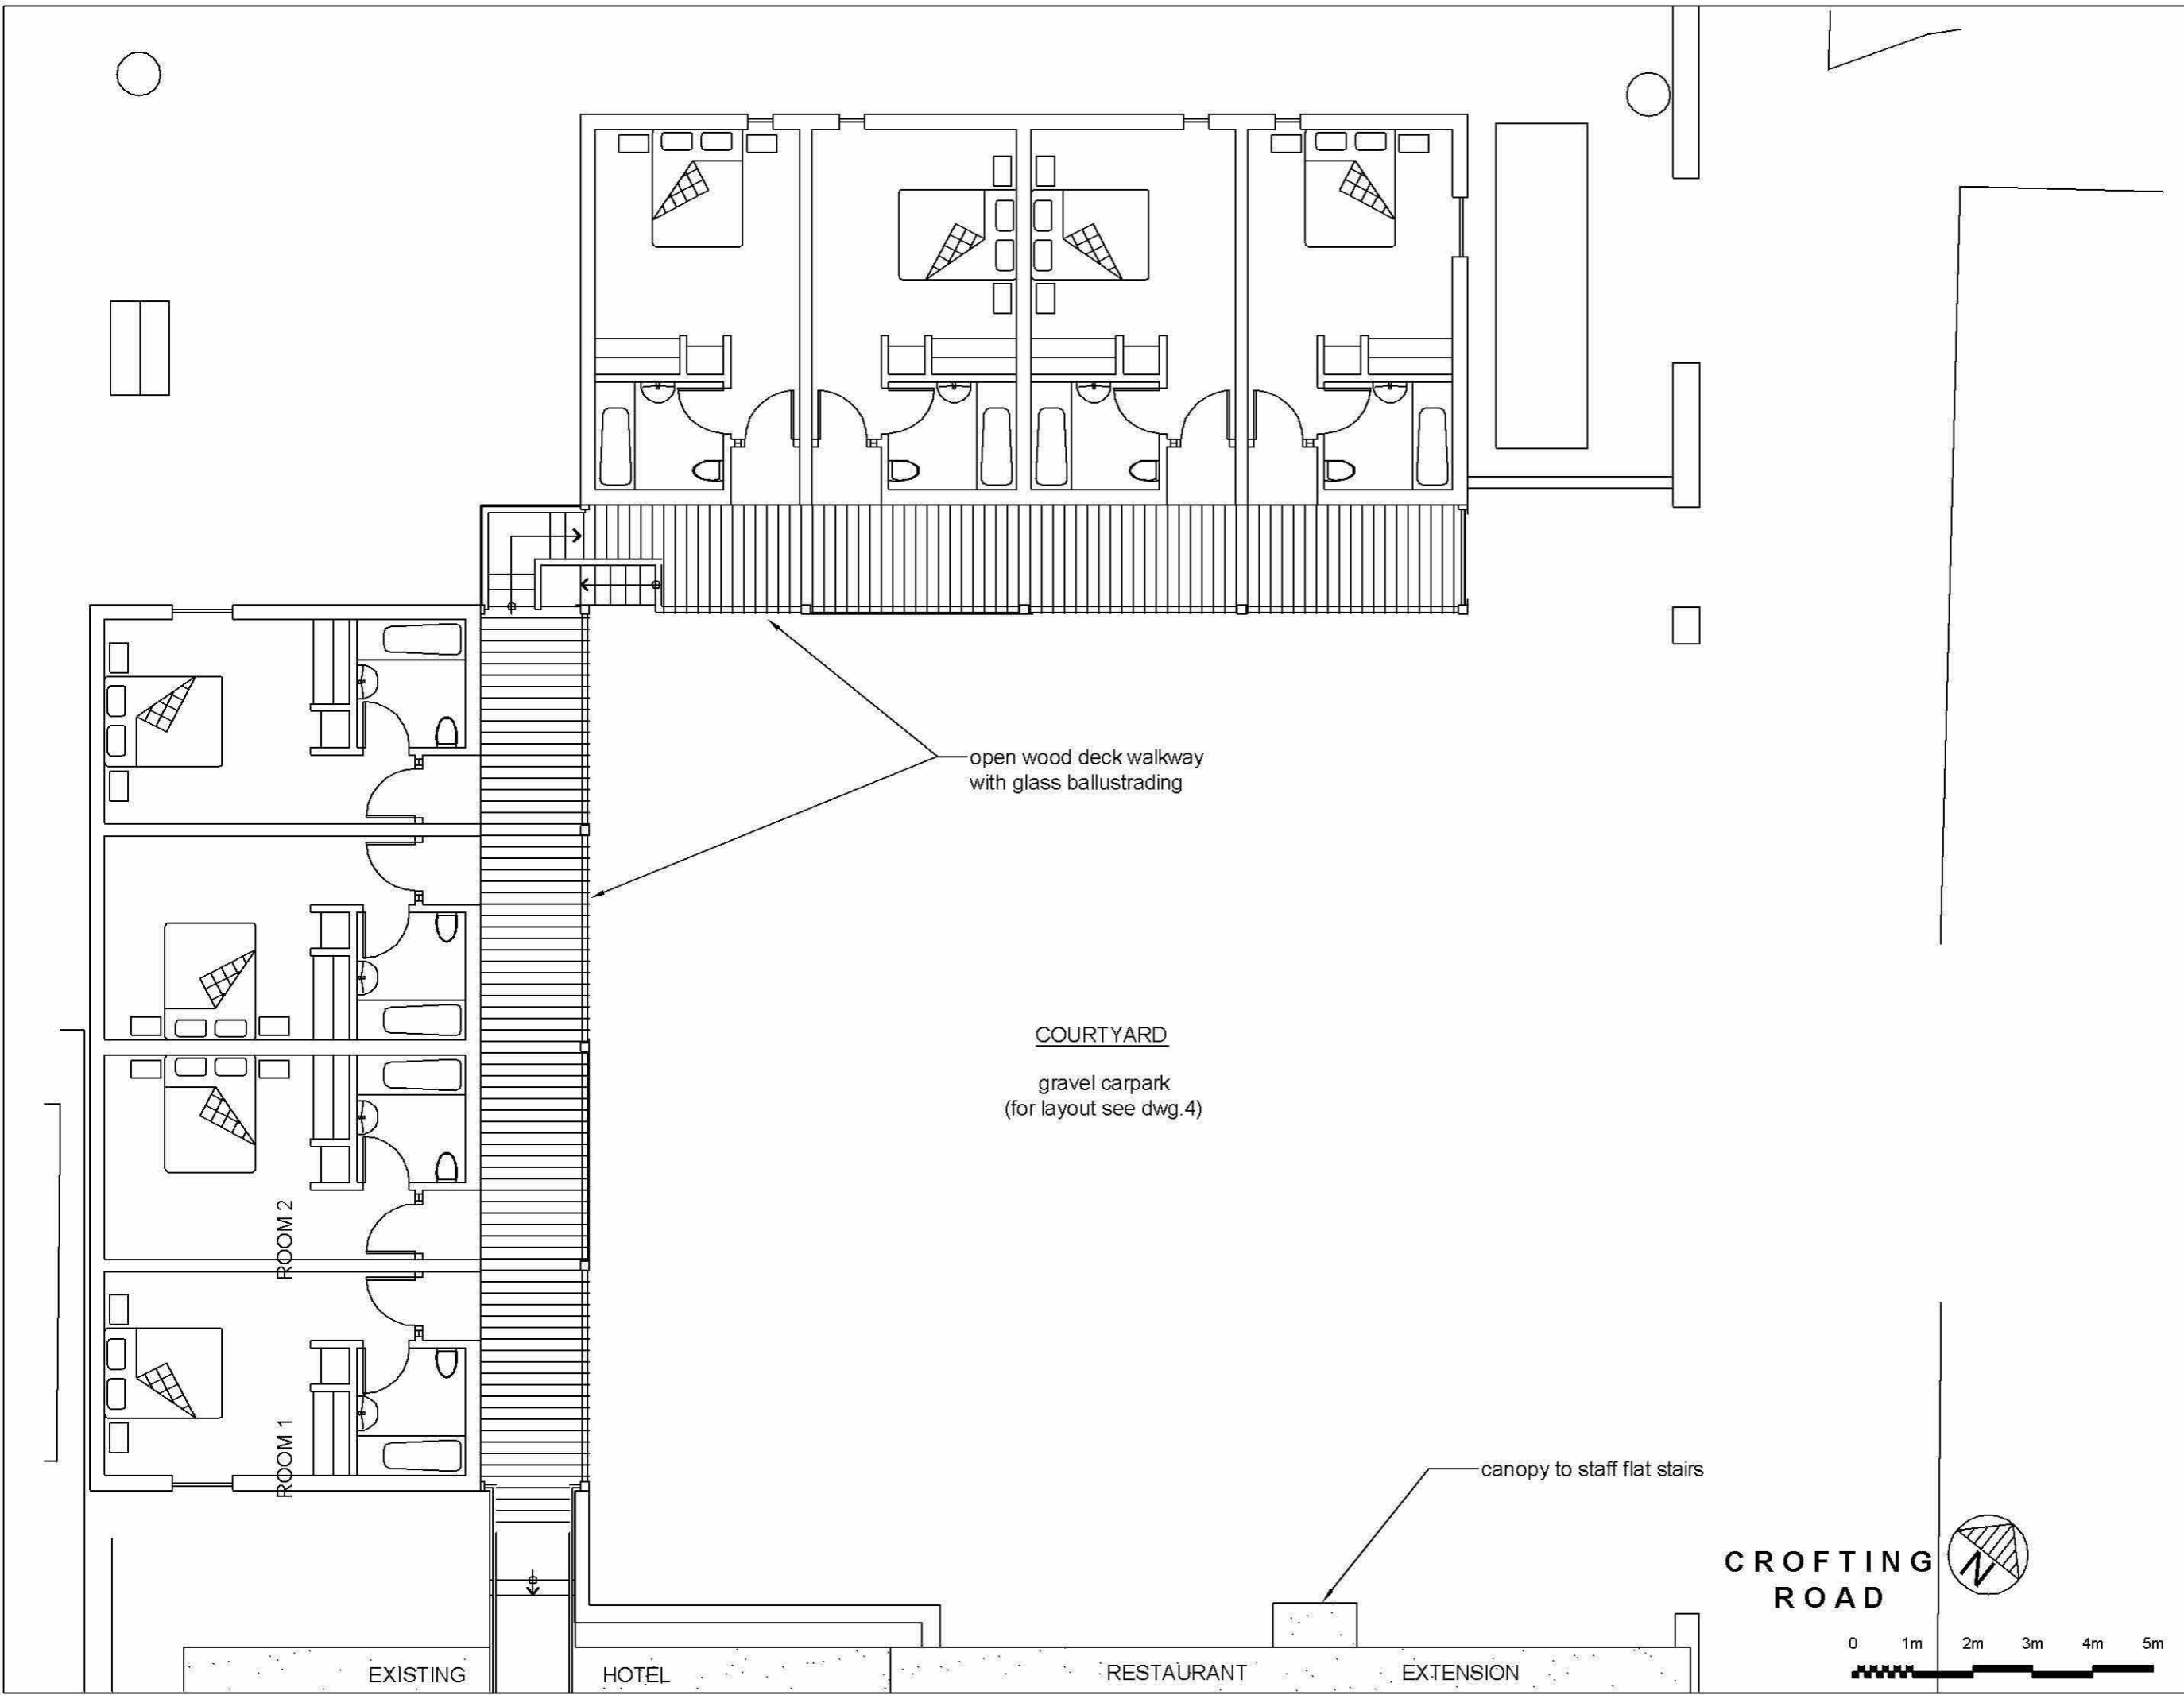 open wood deck walkway
with glass ballustrading
COURTYARD
gravel carpark
(for layout see dwg.4)
ROOM 2
ROOM 1
canopy to staff flat stairs
CROFTING
ROAD
N
0 1m 2m 3m 4m 5m
EXISTING HOTEL RESTAURANT EXTENSION